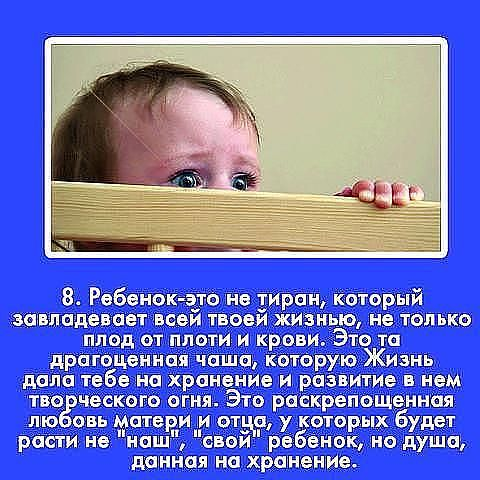 8. Ребенок-это не тиран, который
завладевает всей твоей жизнью, не только
плод от плоти и крови. Это та
драгоценная чаша, которую Жизнь
дала тебе на хранение и развитие в нем
творческого огня. Это раскрепощенная
любовь матери и отца, у которых будет
расти не "наш", "свой" ребенок, но душа,
данная на хранение.